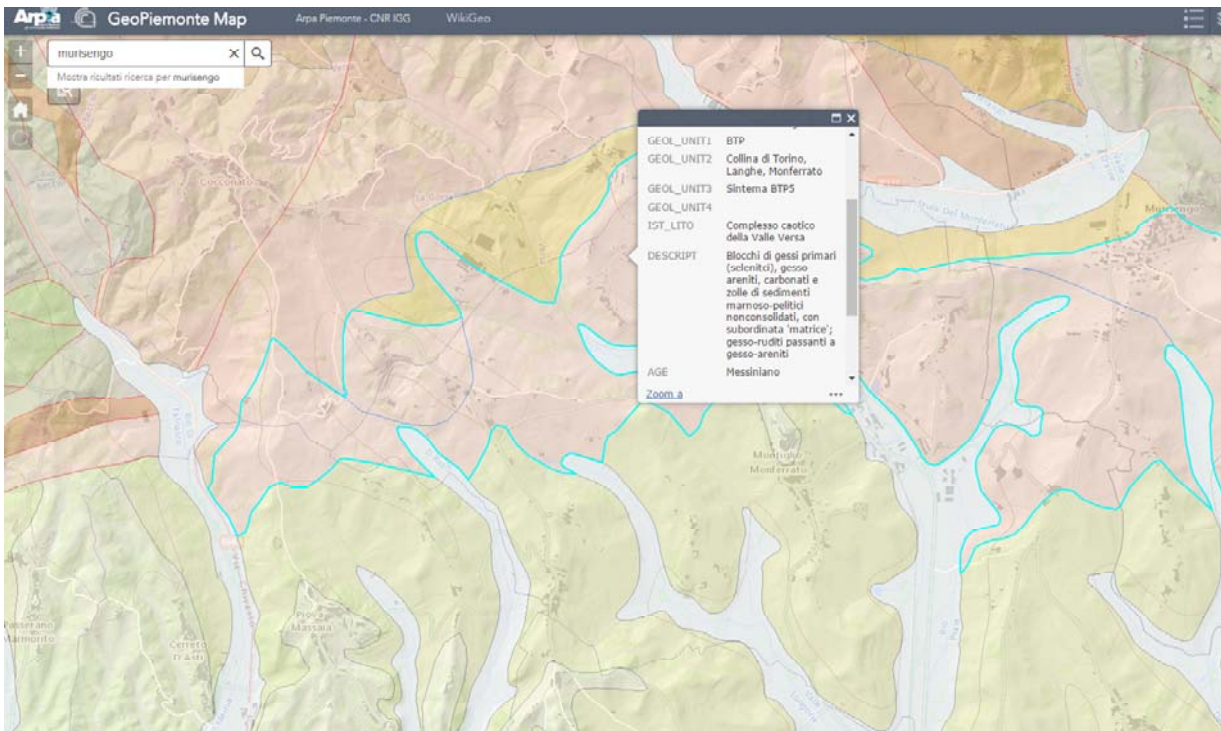 Arpa GeoPiemonte Map Arpa Piemonte - CNR IGG WikiGeo
murisengo
Mostra risultati ricerca per murisengo
GEOL_UNIT1 BTP
GEOL_UNIT2 Collina di Torino,
Langhe, Monferrato
GEOL_UNIT3 Sintema BTP5
GEOL_UNIT4
IST_LITO Complesso caotico
della Valle Versa
DESCRIPT Blocchi di gessi primari
(selenitci), gesso
areniti, carbonati e
zolle di sedimenti
marnoso-pelitici
nonconsolidati, con
subordinata 'matrice';
gesso-ruditi passanti a
gesso-areniti
AGE Messiniano
Zoom a
Cocconato
Murisengo
Montiglio
Monferrato
Piova
Massaia
Passerano
Marmorito
Cerreto
D'Asti